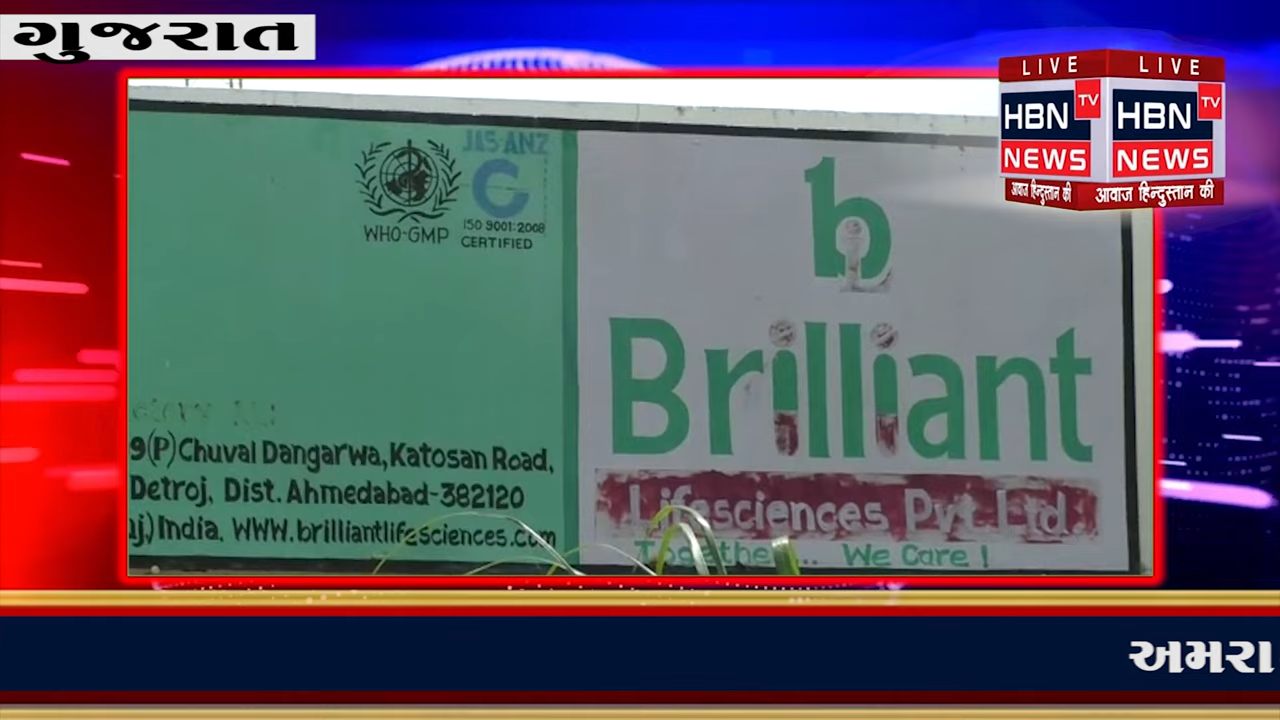 ગુજરાત
LIVE LIVE
HBN TV HBN TV
NEWS NEWS
आवाज हिन्दुस्तान की आवाज हिन्दुस्तान की
JAS-ANZ
WHO-GMP
ISO 9001:2008
CERTIFIED
b
Brilliant
Lifesciences Pvt Ltd.
Together... We Care !
9(P) Chuval Dangarwa, Katosan Road,
Detroj, Dist. Ahmedabad-382120
India. WWW.brilliantlifesciences.com
અમરા